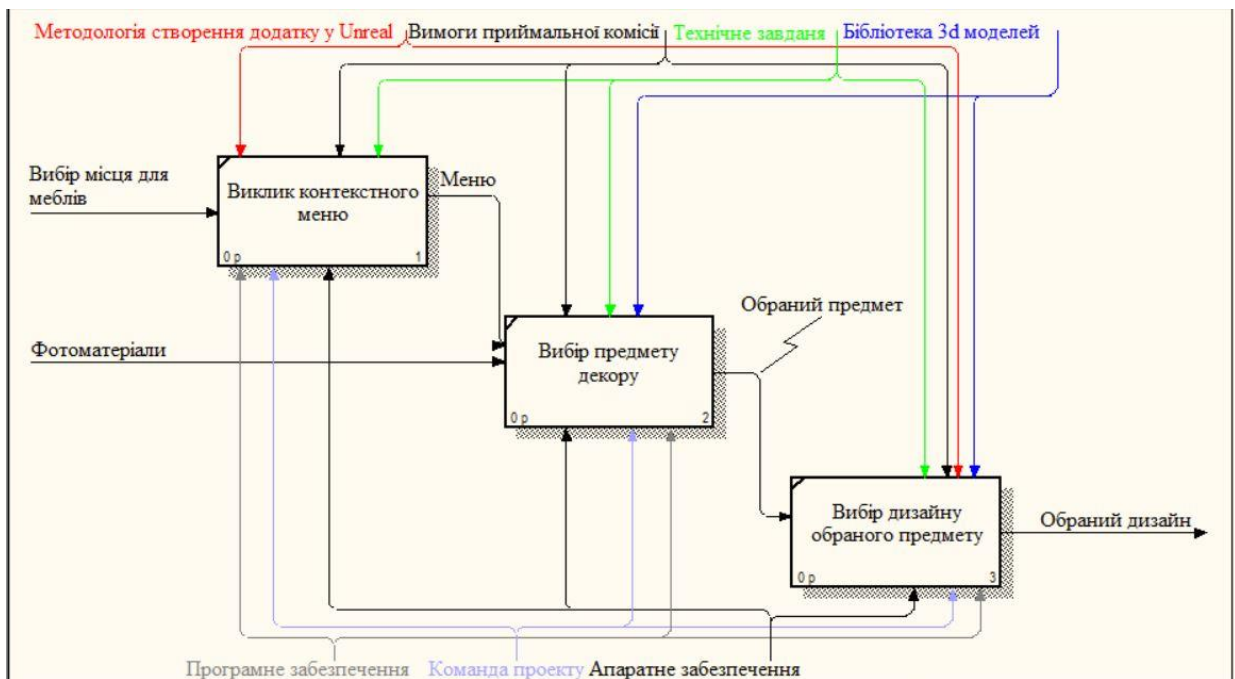 Методологія створення додатку у Unreal Вимоги приймальної комісії Технічне завданя Бібліотека 3d моделей
Вибір місця для
меблів
Виклик контекстного
меню
0 р
1
Меню
Фотоматеріали
Вибір предмету
декору
0 р
2
Обраний предмет
Вибір дизайну
обраного предмету
0 р
3
Обраний дизайн
Програмне забезпечення Команда проекту Апаратне забезпечення